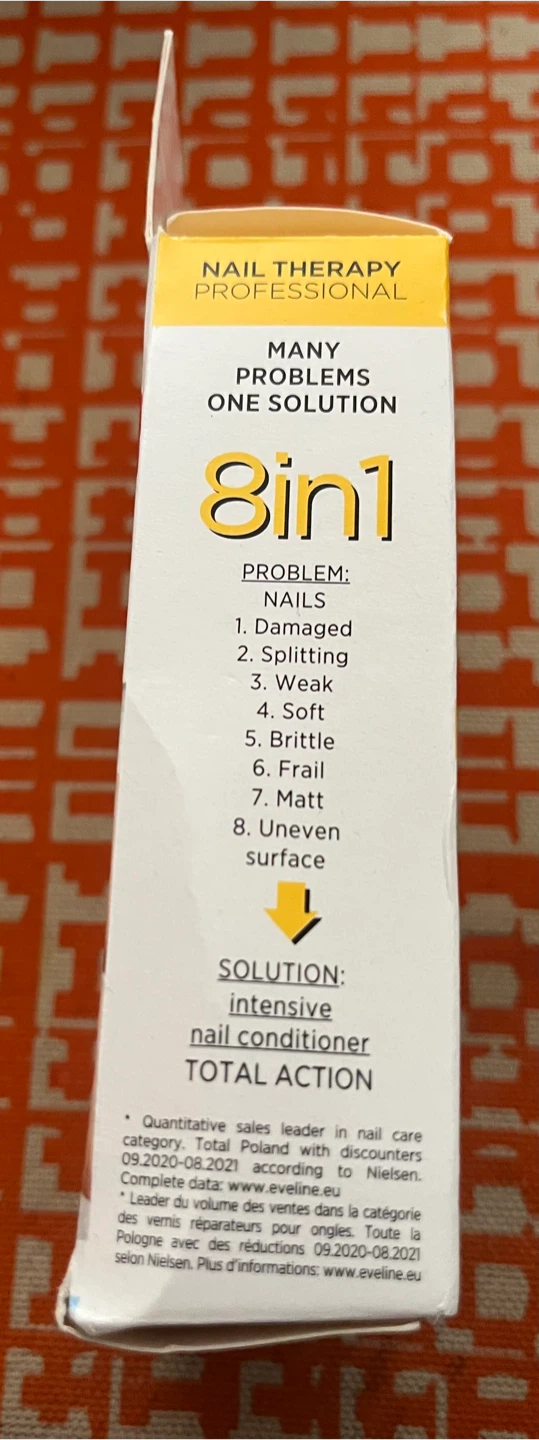 NAIL THERAPY
PROFESSIONAL
MANY
PROBLEMS
ONE SOLUTION
8in1
PROBLEM:
NAILS
1. Damaged
2. Splitting
3. Weak
4. Soft
5. Brittle
6. Frail
7. Matt
8. Uneven
surface
SOLUTION:
intensive
nail conditioner
TOTAL ACTION
* Quantitative sales leader in nail care
category. Total Poland with discounters
09.2020-08.2021 according to Nielsen.
Complete data: www.eveline.eu
* Leader du volume des ventes dans la catégorie
des vernis réparateurs pour ongles. Toute la
Pologne avec des réductions 09.2020-08.2021
selon Nielsen. Plus d'informations: www.eveline.eu